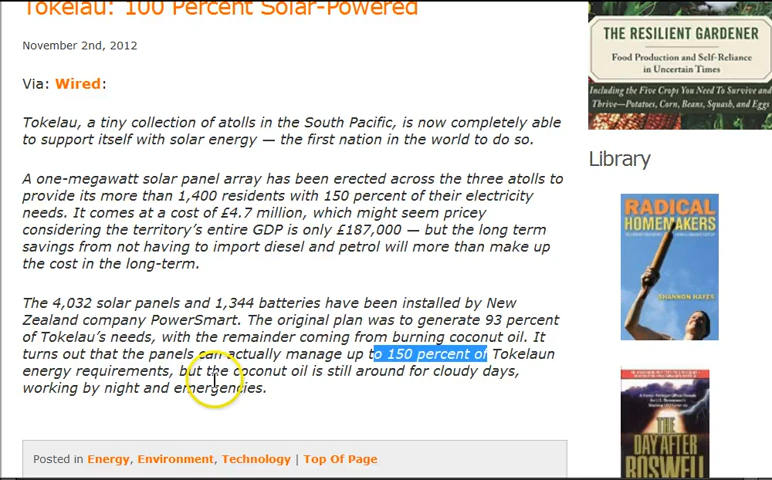 Tokelau: 100 Percent Solar-Powered
November 2nd, 2012
Via: Wired:
Tokelau, a tiny collection of atolls in the South Pacific, is now completely able
to support itself with solar energy — the first nation in the world to do so.
A one-megawatt solar panel array has been erected across the three atolls to
provide its more than 1,400 residents with 150 percent of their electricity
needs. It comes at a cost of £4.7 million, which might seem pricey
considering the territory's entire GDP is only £187,000 — but the long term
savings from not having to import diesel and petrol will more than make up
the cost in the long-term.
The 4,032 solar panels and 1,344 batteries have been installed by New
Zealand company PowerSmart. The original plan was to generate 93 percent
of Tokelau's needs, with the remainder coming from burning coconut oil. It
turns out that the panels can actually manage up to 150 percent of Tokelaun
energy requirements, but the coconut oil is still around for cloudy days,
working by night and emergencies.
Posted in Energy, Environment, Technology | Top Of Page
THE RESILIENT GARDENER
Food Production and Self-Reliance
in Uncertain Times
Including the Five Crops You Need To Survive and
Thrive—Potatoes, Corn, Beans, Squash, and Eggs
Library
RADICAL
HOMEMAKERS
SHANNON HAYES
THE
DAY AFTER
ROSWELL